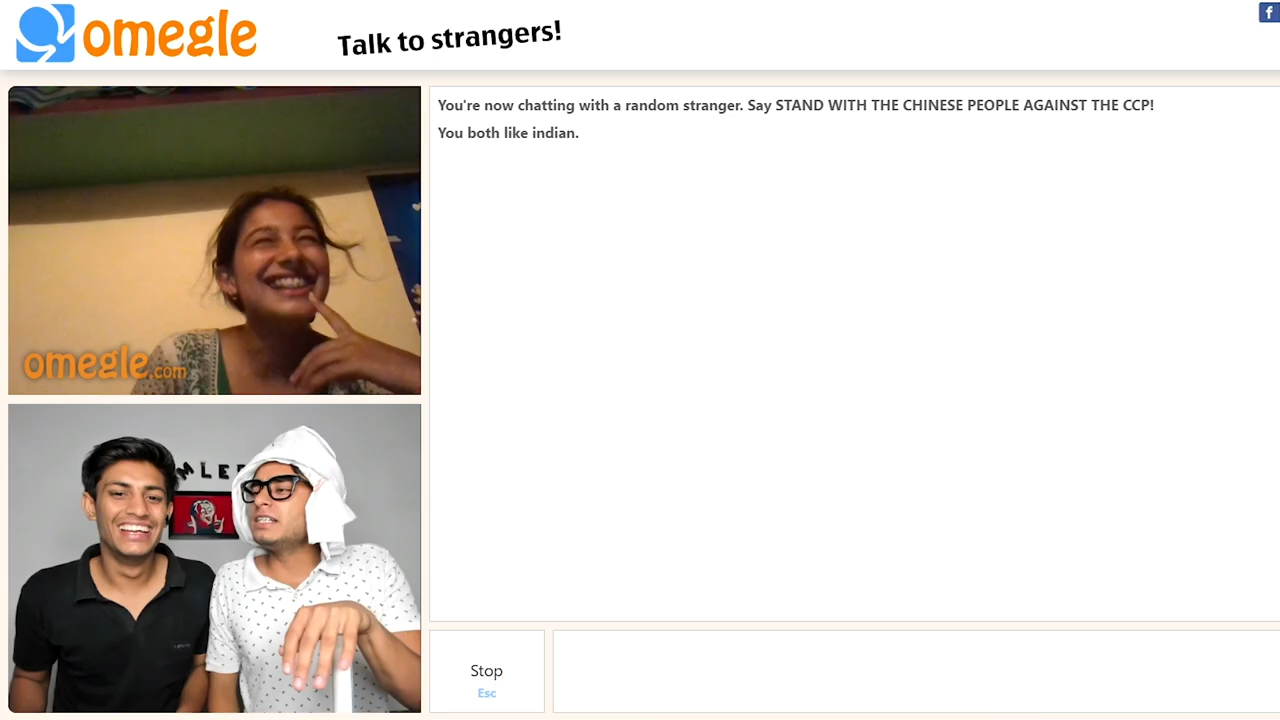 omegle
Talk to strangers!
f
You're now chatting with a random stranger. Say STAND WITH THE CHINESE PEOPLE AGAINST THE CCP!
You both like indian.
omegle.com
MLE
Stop
Esc